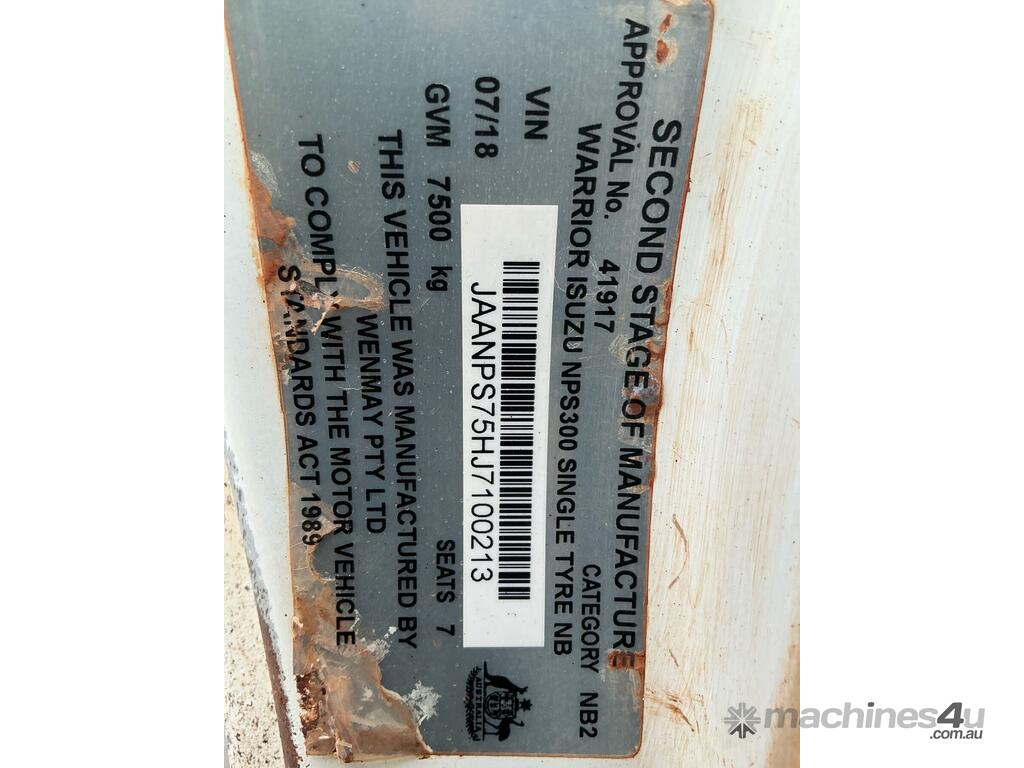 SECOND STAGE OF MANUFACTURE
APPROVAL No. 41917 CATEGORY NB2
WARRIOR ISUZU NPS300 SINGLE TYRE NB
VIN
JAANPS75HJ7100213
07/18
GVM 7500 kg SEATS 7
THIS VEHICLE WAS MANUFACTURED BY
WENMAY PTY LTD
TO COMPLY WITH THE MOTOR VEHICLE
STANDARDS ACT 1989
AUSTRALIA
machines4u
.com.au